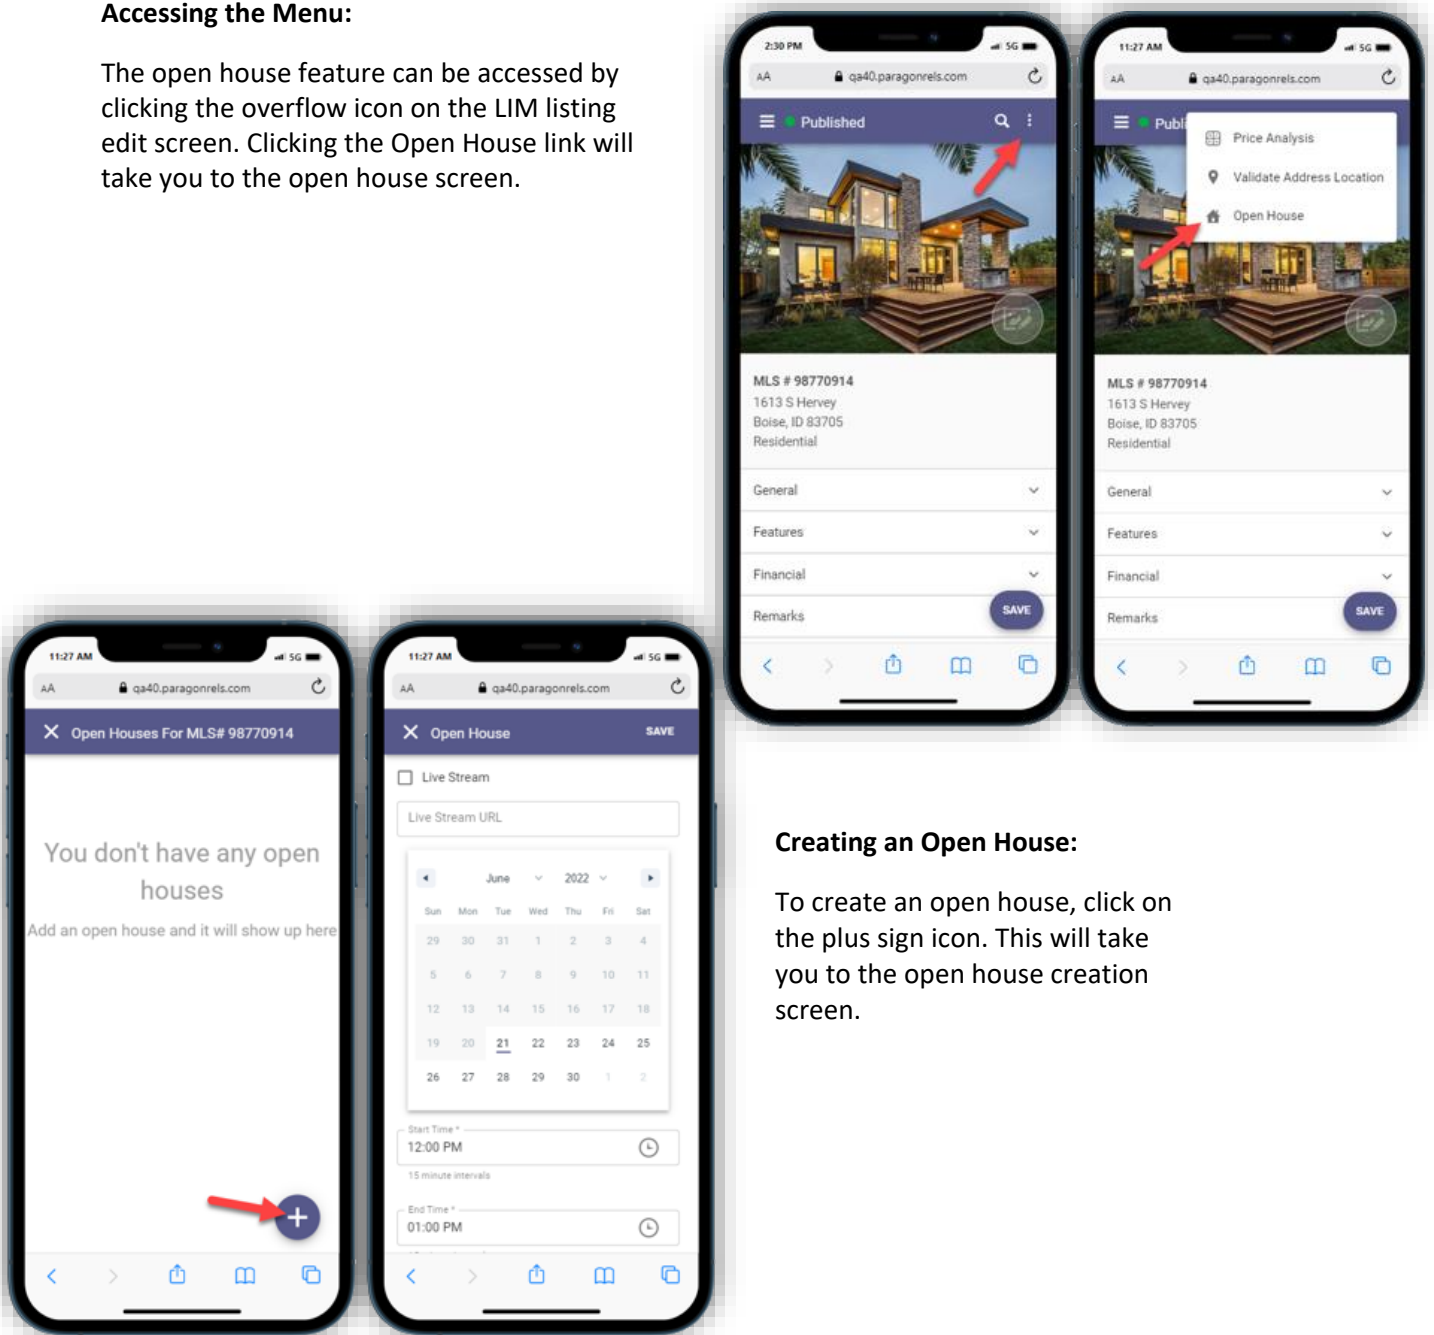 Accessing the Menu:
The open house feature can be accessed by
clicking the overflow icon on the LIM listing
edit screen. Clicking the Open House link will
take you to the open house screen.
2:30 PM
5G
AA
qa40.paragonrels.com
Published
MLS # 98770914
1613 S Hervey
Boise, ID 83705
Residential
General
Features
Financial
Remarks
SAVE
11:27 AM
5G
AA
qa40.paragonrels.com
Publi
Price Analysis
Validate Address Location
Open House
MLS # 98770914
1613 S Hervey
Boise, ID 83705
Residential
General
Features
Financial
Remarks
SAVE
11:27 AM
5G
AA
qa40.paragonrels.com
Open Houses For MLS# 98770914
You don't have any open
houses
Add an open house and it will show up here
11:27 AM
5G
AA
qa40.paragonrels.com
Open House SAVE
Live Stream
Live Stream URL
June 2022
Sun Mon Tue Wed Thu Fri Sat
29 30 31 1 2 3 4
5 6 7 8 9 10 11
12 13 14 15 16 17 18
19 20 21 22 23 24 25
26 27 28 29 30 1 2
Start Time *
12:00 PM
15 minute intervals
End Time *
01:00 PM
Creating an Open House:
To create an open house, click on
the plus sign icon. This will take
you to the open house creation
screen.